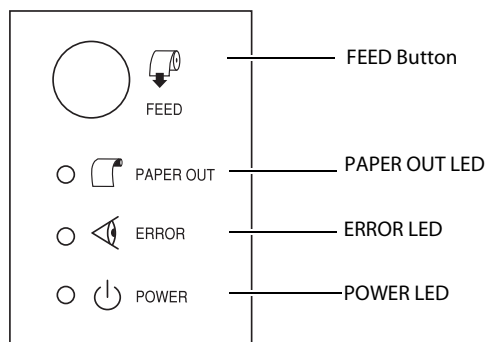 FEED Button
FEED
PAPER OUT PAPER OUT LED
ERROR ERROR LED
POWER POWER LED